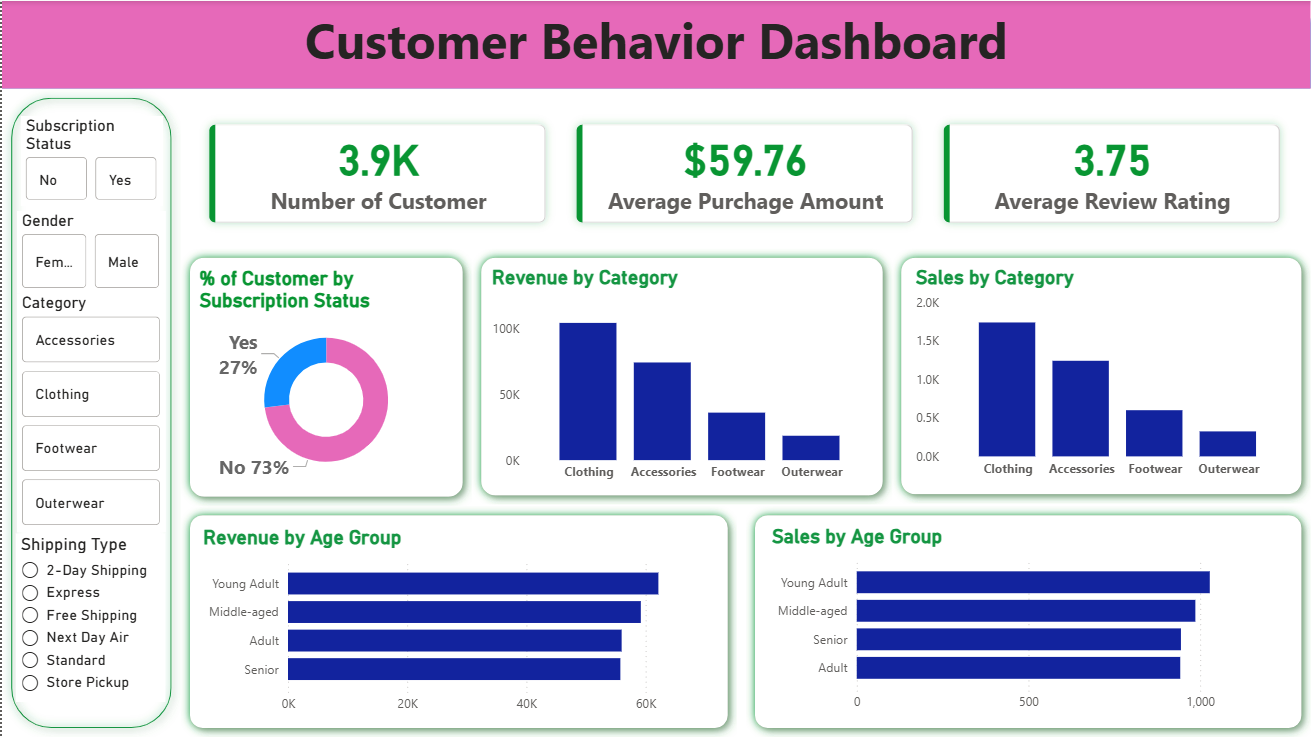 Customer Behavior Dashboard
Subscription
Status
No
Yes
Gender
Fem...
Male
Category
Accessories
Clothing
Footwear
Outerwear
Shipping Type
2-Day Shipping
Express
Free Shipping
Next Day Air
Standard
Store Pickup
3.9K
Number of Customer
$59.76
Average Purchage Amount
3.75
Average Review Rating
% of Customer by
Subscription Status
Yes
27%
No 73%
Revenue by Category
100K
50K
0K
Clothing
Accessories
Footwear
Outerwear
Sales by Category
2.0K
1.5K
1.0K
0.5K
0.0K
Clothing
Accessories
Footwear
Outerwear
Revenue by Age Group
Young Adult
Middle-aged
Adult
Senior
0K
20K
40K
60K
Sales by Age Group
Young Adult
Middle-aged
Senior
Adult
0
500
1,000